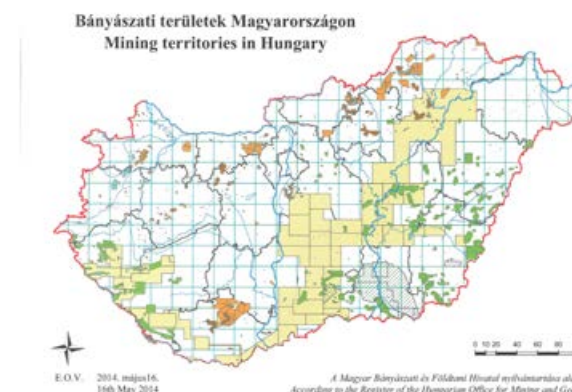 Bányászati területek Magyarországon
Mining territories in Hungary
0 10 20 40 60 80
E.O.V. 2014. május16.
16th May 2014
A Magyar Bányászati és Földtani Hivatal nyilvántartása al
According to the Register of the Hungarian Office for Mining and Ge